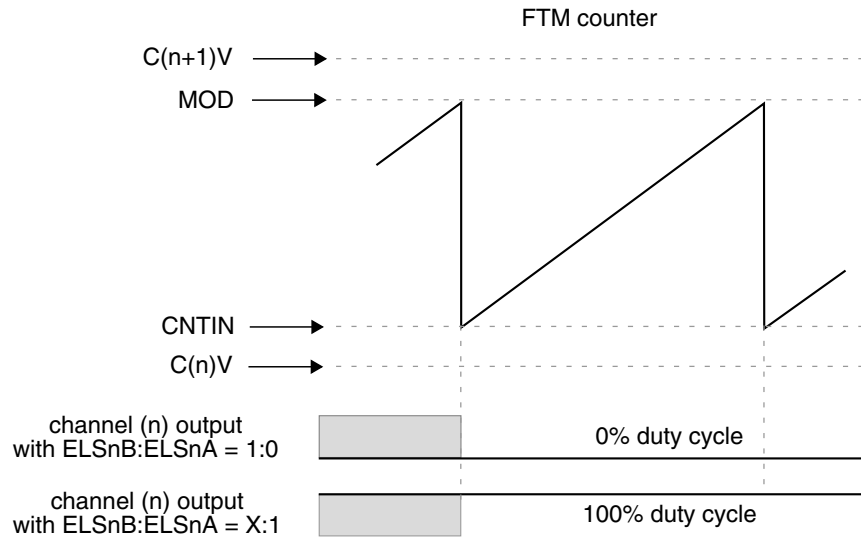 FTM counter
C(n+1)V
MOD
CNTIN
C(n)V
channel (n) output
with ELSnB:ELSnA = 1:0
0% duty cycle
channel (n) output
with ELSnB:ELSnA = X:1
100% duty cycle